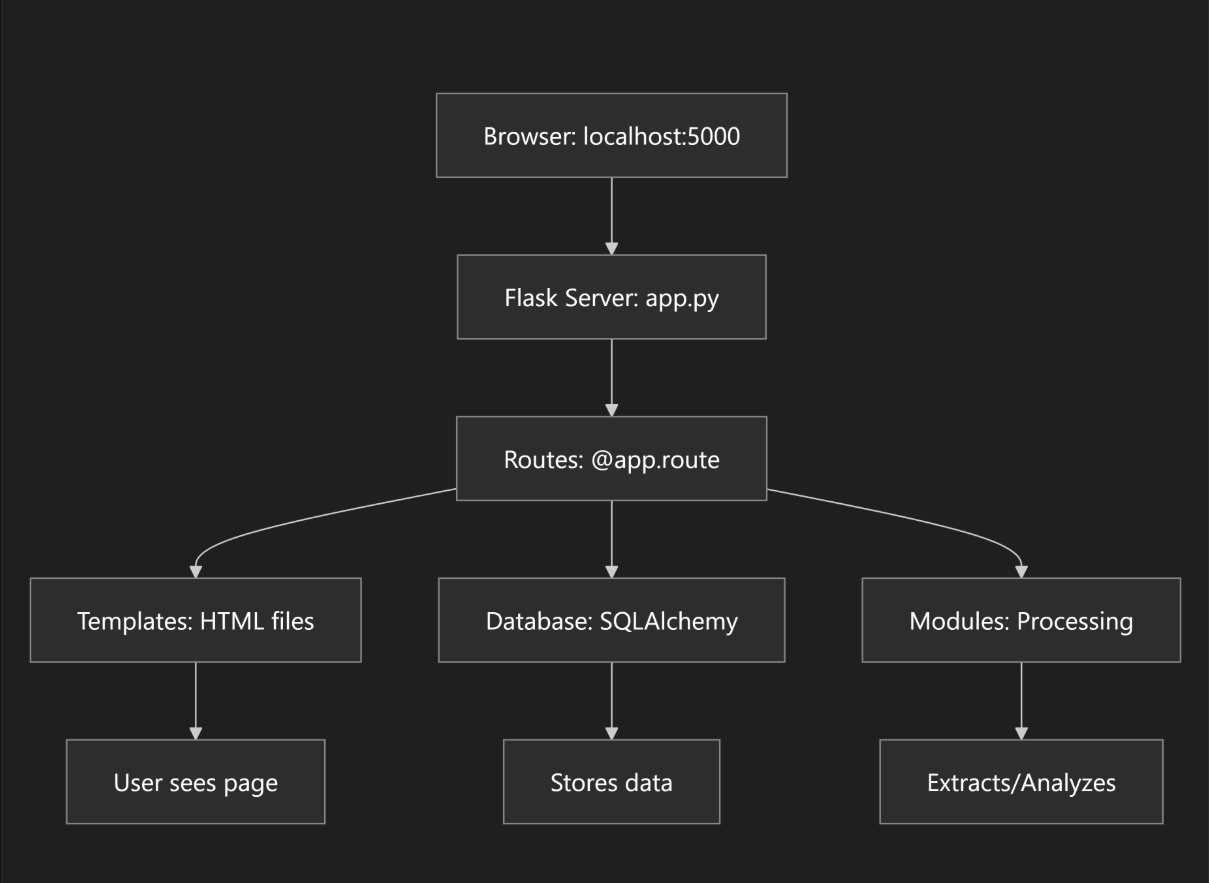 Browser: localhost:5000
Flask Server: app.py
Routes: @app.route
Templates: HTML files
Database: SQLAlchemy
Modules: Processing
User sees page
Stores data
Extracts/Analyzes